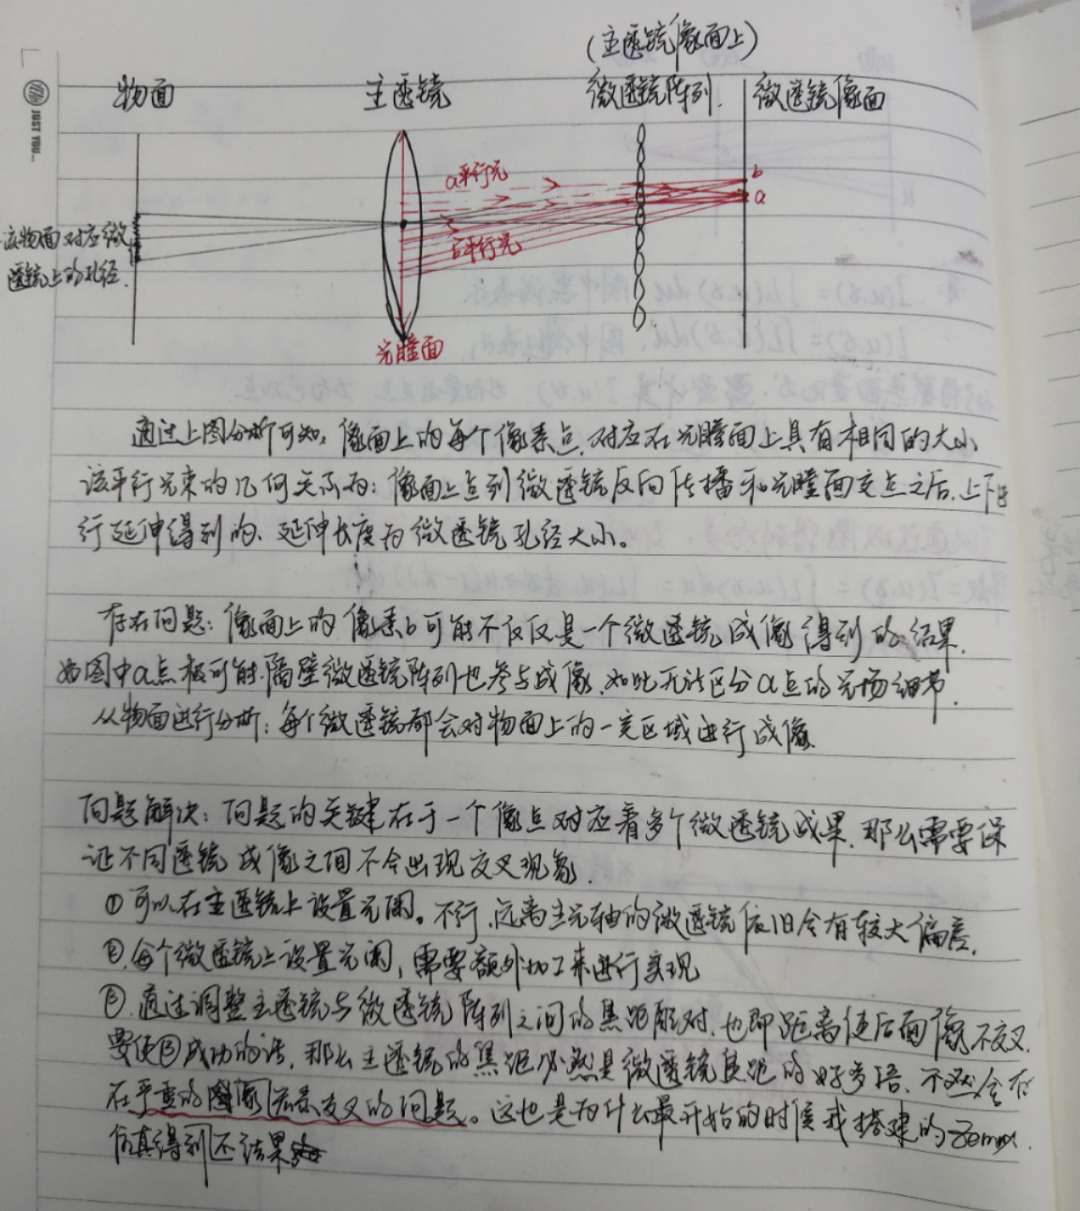 (主透镜像面上)
物面 主透镜 微透镜阵列. 微透镜像面
JUST YOU...
a平行光
b
a
b平行光
该物面对应微
透镜上的孔径.
光瞳面
通过上图分析可知,像面上的每个像素点.对应在光瞳面上具有相同的大小
该平行光束的几何关系为:像面上点到微透镜反向传播和光瞳面交点之后.上下进
行延伸得到的.延伸长度为微透镜孔径大小。
存在问题:像面上的像素b可能不仅仅是一个微透镜成像得到的结果.
如图中a点极可能.隔壁微透镜阵列也参与成像.如此无法区分a点的光场细节.
从物面进行分析:每个微透镜都会对物面上的一定区域进行成像
问题解决:问题的关键在于一个像点对应着多个微透镜成果.那么需要保
证不同透镜成像之间不会出现交叉现象.
①可以在主透镜上设置光阑。不行,远离主光轴的微透镜依旧会有较大偏差.
②.每个微透镜上设置光阑,需要额外加工来进行实现
③.通过调整主透镜与微透镜阵列之间的焦距配对.也即距离使后面像不交叉.
要使③成功的话.那么主透镜的焦距必然是微透镜焦距的好多倍.不然会存
在严重的图像交叉的问题。这也是为什么最开始的时候我搭建的zemax.
仿真得到不结果